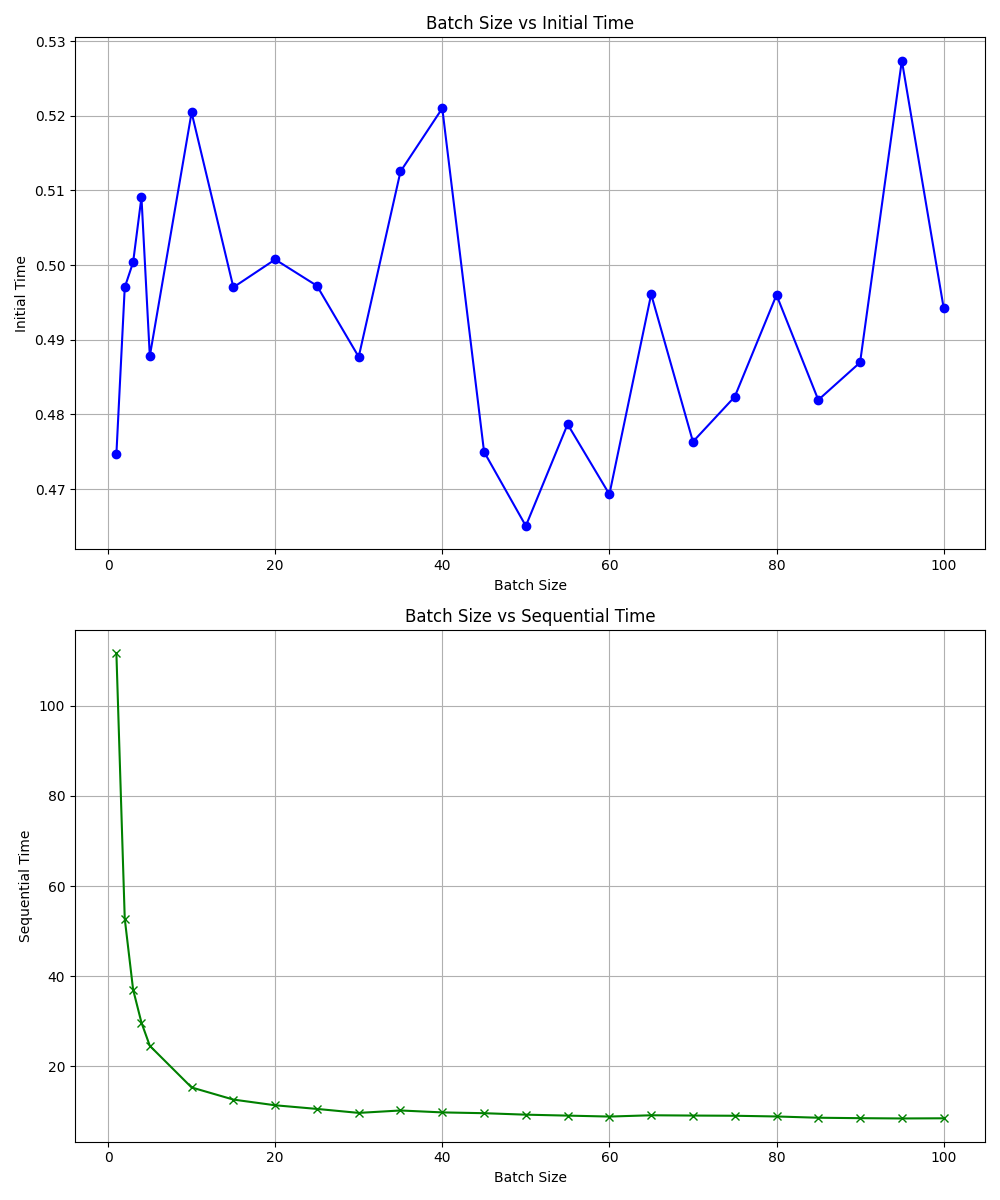 Batch Size vs Initial Time
Initial Time
0.53
0.52
0.51
0.50
0.49
0.48
0.47
0 20 40 60 80 100
Batch Size
Batch Size vs Sequential Time
Sequential Time
100
80
60
40
20
0 20 40 60 80 100
Batch Size